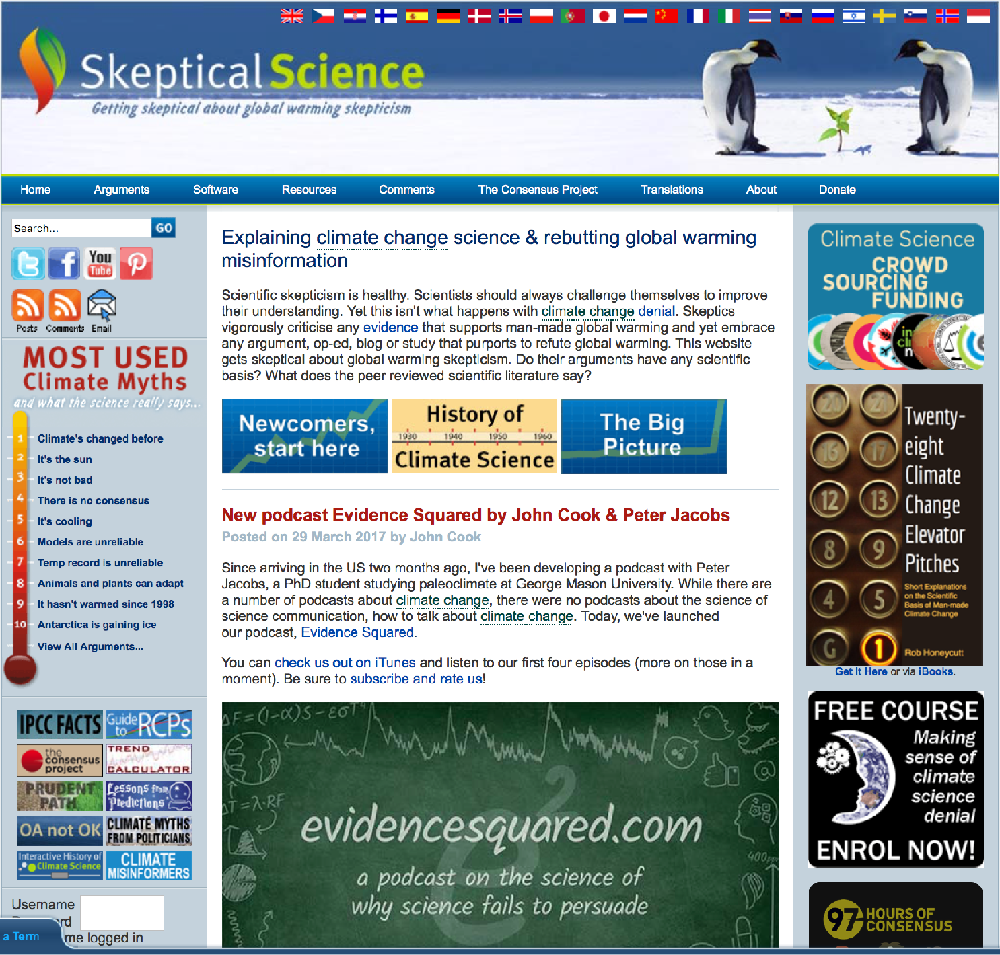 Skeptical Science
Getting skeptical about global warming skepticism
Home Arguments Software Resources Comments The Consensus Project Translations About Donate
Search... GO
You
Tube
Posts Comments Email
MOST USED
Climate Myths
and what the science really says...
1 Climate's changed before
2 It's the sun
3 It's not bad
4 There is no consensus
5 It's cooling
6 Models are unreliable
7 Temp record is unreliable
8 Animals and plants can adapt
9 It hasn't warmed since 1998
10 Antarctica is gaining ice
View All Arguments...
IPCC FACTS
Guide to RCPs
the consensus project
TREND CALCULATOR
PRUDENT PATH
Lessons from Predictions
OA not OK
CLIMATE MYTHS FROM POLITICIANS
Interactive History of Climate Science
CLIMATE MISINFORMERS
Username
rd
me logged in
a Term
Explaining climate change science & rebutting global warming
misinformation
Scientific skepticism is healthy. Scientists should always challenge themselves to improve
their understanding. Yet this isn't what happens with climate change denial. Skeptics
vigorously criticise any evidence that supports man-made global warming and yet embrace
any argument, op-ed, blog or study that purports to refute global warming. This website
gets skeptical about global warming skepticism. Do their arguments have any scientific
basis? What does the peer reviewed scientific literature say?
Newcomers,
start here
History of
1930 1940 1950 1960
Climate Science
The Big
Picture
New podcast Evidence Squared by John Cook & Peter Jacobs
Posted on 29 March 2017 by John Cook
Since arriving in the US two months ago, I've been developing a podcast with Peter
Jacobs, a PhD student studying paleoclimate at George Mason University. While there are
a number of podcasts about climate change, there were no podcasts about the science of
science communication, how to talk about climate change. Today, we've launched
our podcast, Evidence Squared.
You can check us out on iTunes and listen to our first four episodes (more on those in a
moment). Be sure to subscribe and rate us!
ΔF=(1-α)S-εσT⁴
ΔT=λ·RF
@
400ppm
e²
evidencesquared.com
a podcast on the science of
why science fails to persuade
Climate Science
CROWD
SOURCING
FUNDING
20 21
16 17
12 13
8 9
4 5
G 1
Twenty-
eight
Climate
Change
Elevator
Pitches
Short Explanations
on the Scientific
Basis of Man-made
Climate Change
Rob Honeycutt
Get It Here or via iBooks.
FREE COURSE
Making
sense of
climate
science
denial
ENROL NOW!
97 HOURS OF
CONSENSUS